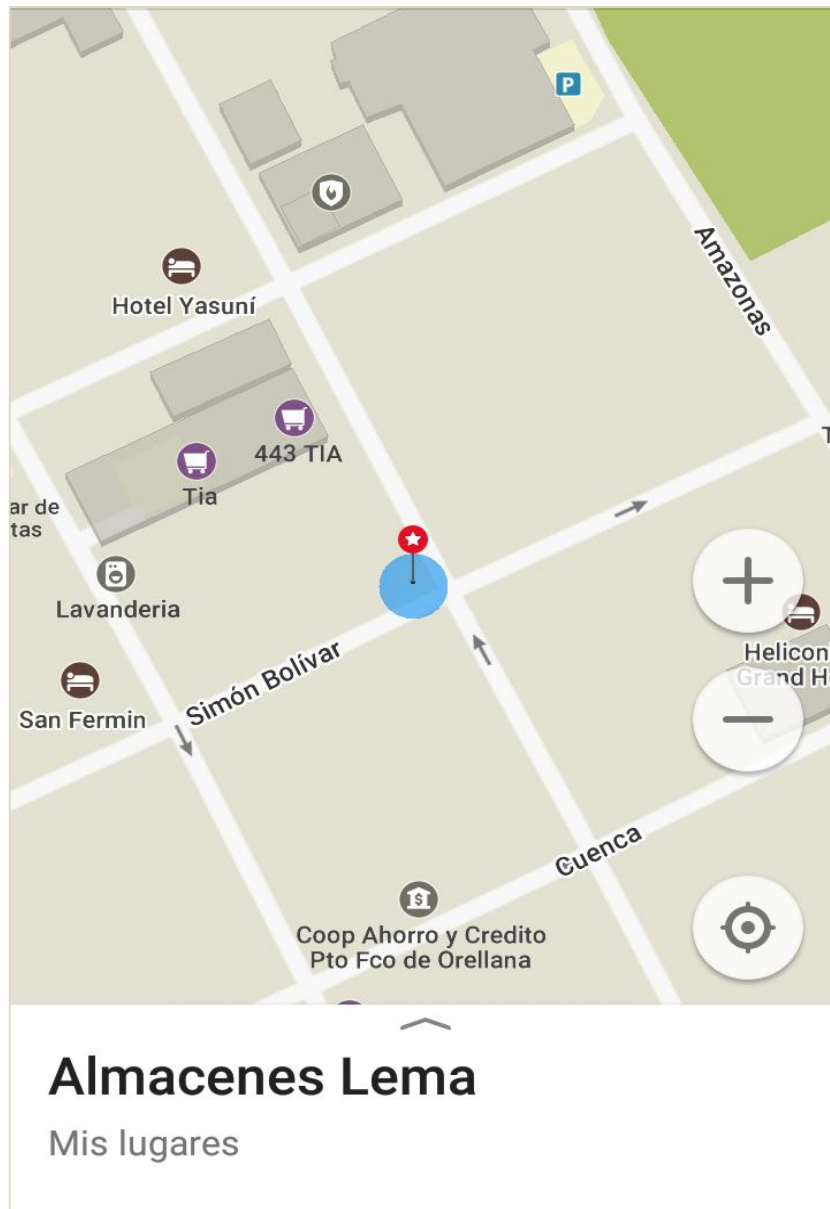 P
Amazonas
Hotel Yasuní
443 TIA
Tia
ar de
tas
T
Lavanderia
Helicon
Grand H
San Fermin
Simón Bolívar
Cuenca
Coop Ahorro y Credito
Pto Fco de Orellana
Almacenes Lema
Mis lugares